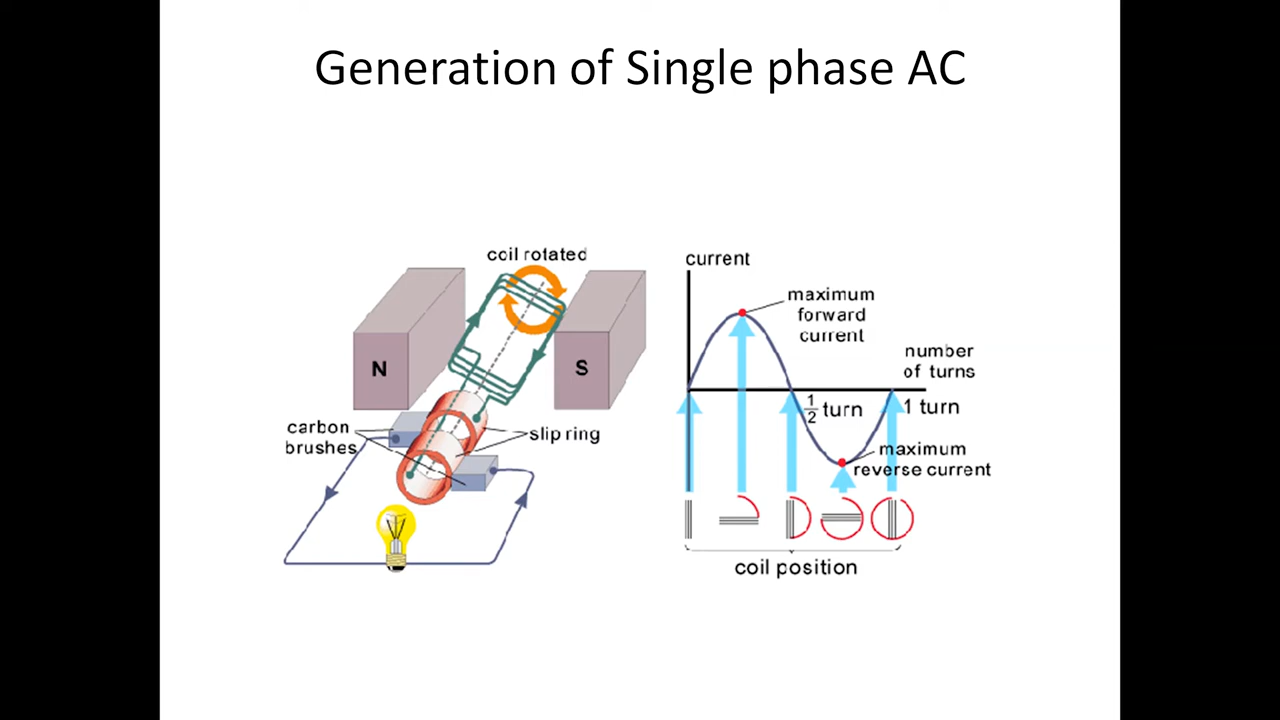 Generation of Single phase AC
coil rotated
N
S
carbon
brushes
slip ring
current
maximum
forward
current
number
of turns
1/2 turn
1 turn
maximum
reverse current
coil position